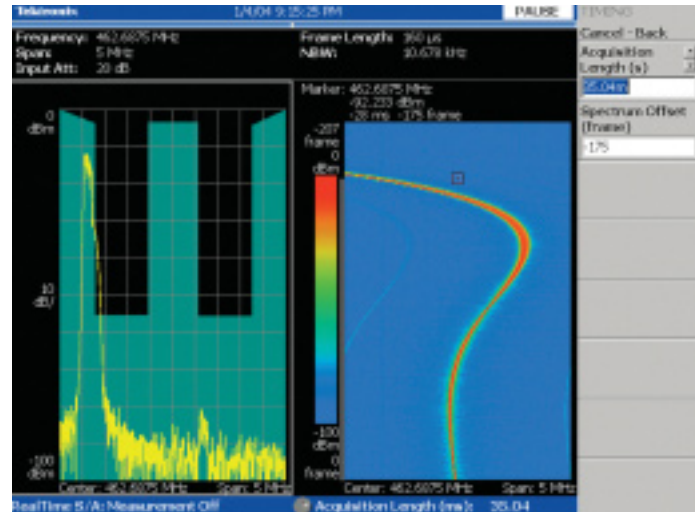 Tektronix 1/4/04 9:15:25 PM PAUSE TIMING
Frequency: 462.6875 MHz
Span: 5 MHz
Input Att: 20 dB
Frame Length: 160 µs
NBW: 10.678 kHz
Cancel - Back
Acquisition
Length (s)
35.04m
Spectrum Offset
(frame)
-175
Marker: 462.6875 MHz
-92.233 dBm
-28 ms -175 frame
0
dBm
10
dB/
-100
dBm
Center: 462.6875 MHz Span: 5 MHz
-207
frame
0
dBm
-100
dBm
0
frame
Center: 462.6875 MHz Span: 5 MHz
RealTime S/A: Measurement Off Acquisition Length (ms): 35.04